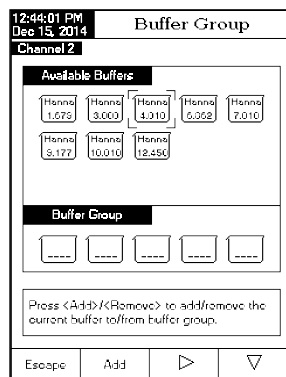 12:44:01 PM
Dec 15, 2014
Buffer Group
Channel 2
Available Buffers
Hanna Hanna Hanna Hanna Hanna
1.679 3.000 4.010 6.862 7.010
Hanna Hanna Hanna
9.177 10.010 12.450
Buffer Group
---- ---- ---- ---- ----
Press <Add>/<Remove> to add/remove the
current buffer to/from buffer group.
Escape Add